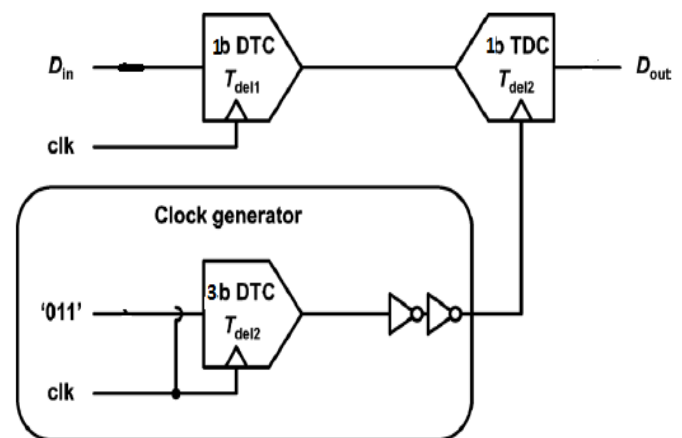 1b DTC
1b TDC
Din
Tdel1
Tdel2
Dout
clk
Clock generator
3b DTC
'011'
Tdel2
clk